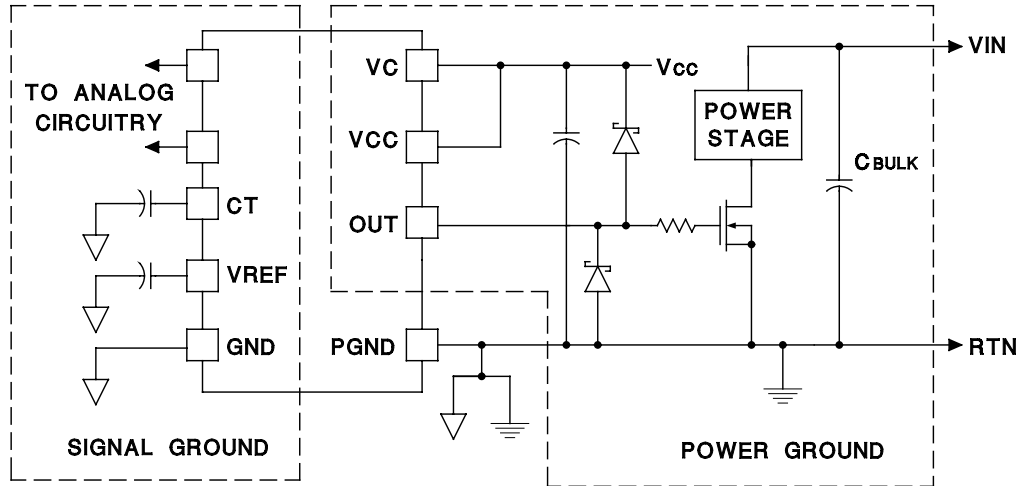 VIN
VC
VCC
POWER
STAGE
TO ANALOG
CIRCUITRY
VCC
CBULK
CT
OUT
VREF
GND
PGND
RTN
SIGNAL GROUND
POWER GROUND